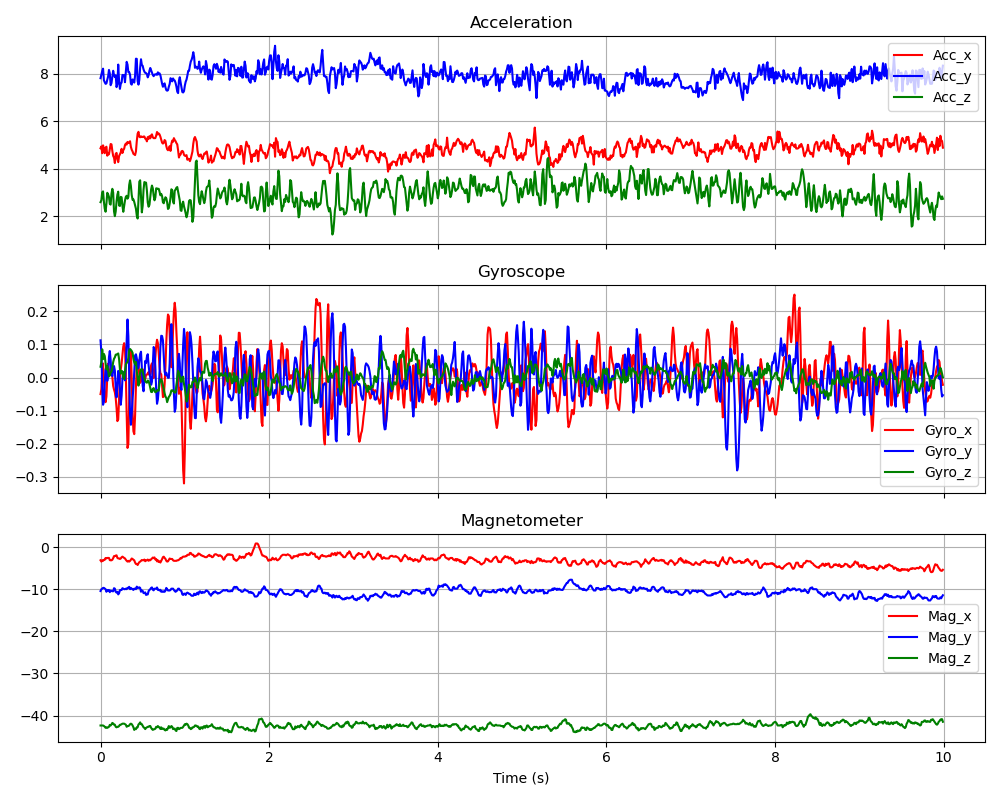 Acceleration
8
6
4
2
Acc_x
Acc_y
Acc_z
Gyroscope
0.2
0.1
0.0
−0.1
−0.2
−0.3
Gyro_x
Gyro_y
Gyro_z
Magnetometer
0
−10
−20
−30
−40
Mag_x
Mag_y
Mag_z
0 2 4 6 8 10
Time (s)